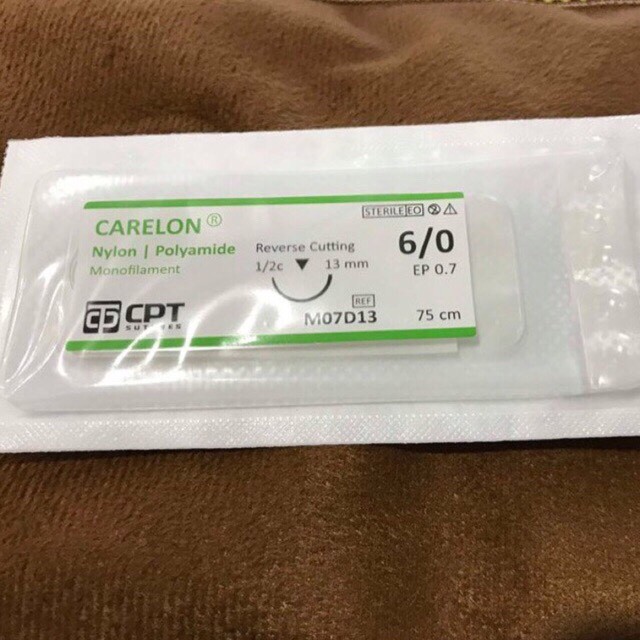 CARELON ®
Nylon | Polyamide
Monofilament
CPT
SUTURES
Reverse Cutting
1/2c 13 mm
REF
M07D13
STERILE EO
6/0
EP 0.7
75 cm